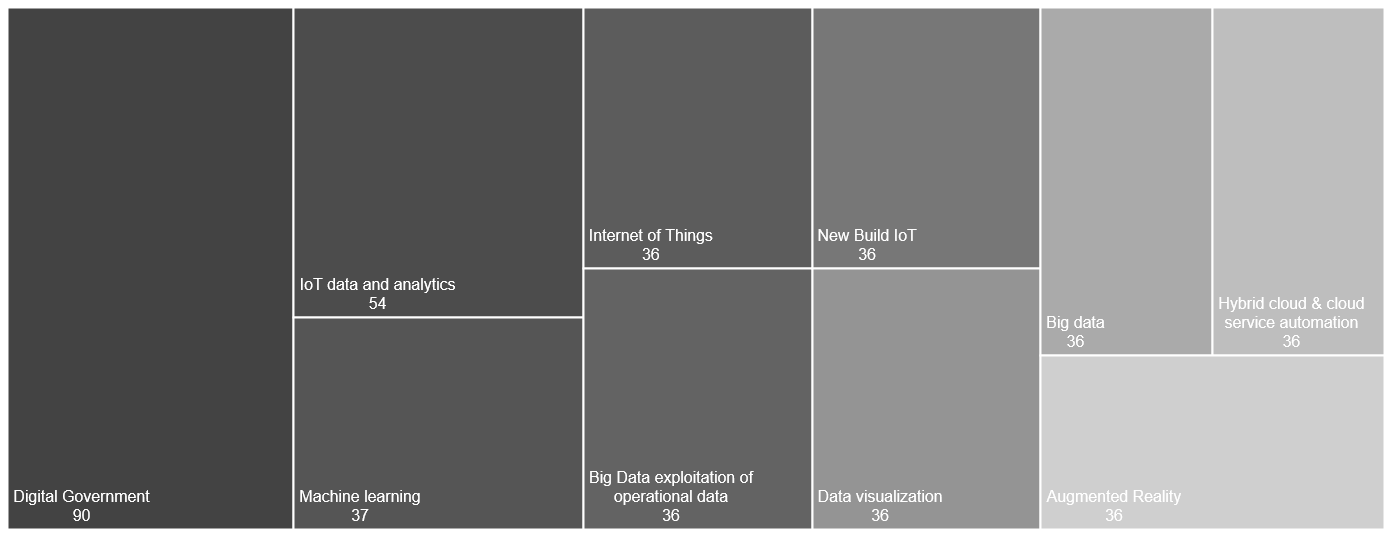 Digital Government
90
IoT data and analytics
54
Machine learning
37
Internet of Things
36
Big Data exploitation of
operational data
36
New Build IoT
36
Data visualization
36
Big data
36
Hybrid cloud & cloud
service automation
36
Augmented Reality
36